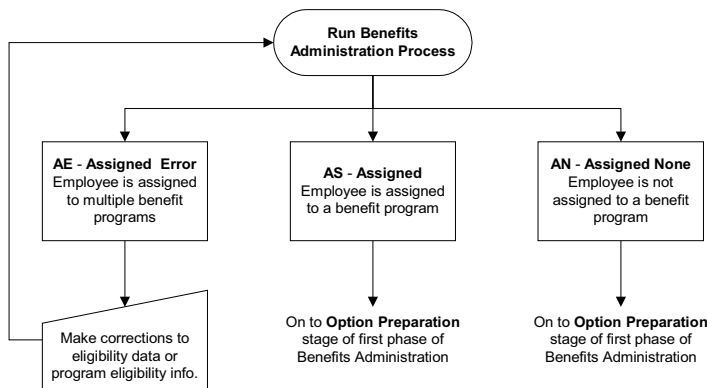 Run Benefits
Administration Process
AE - Assigned Error
Employee is assigned
to multiple benefit
programs
AS - Assigned
Employee is assigned
to a benefit program
AN - Assigned None
Employee is not
assigned to a benefit
program
Make corrections to
eligibility data or
program eligibility info.
On to Option Preparation
stage of first phase of
Benefits Administration
On to Option Preparation
stage of first phase of
Benefits Administration